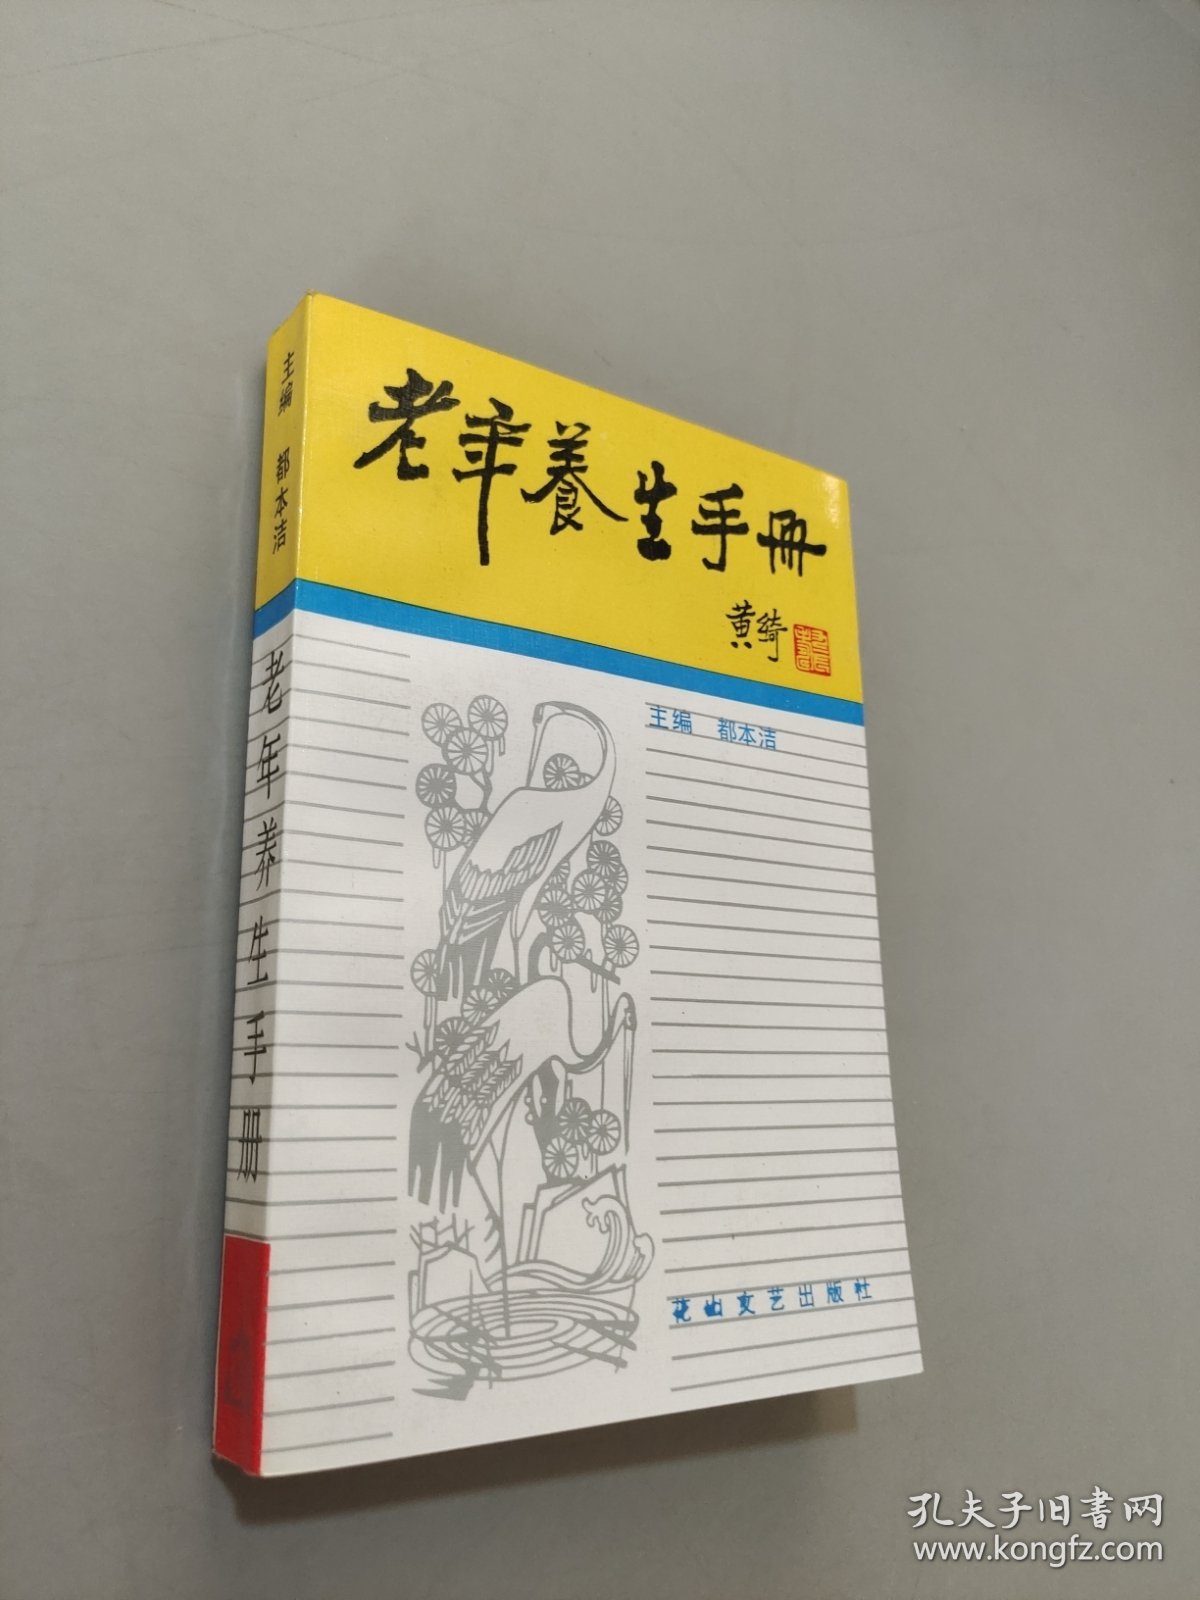 主编 都本洁
老年养生手册
老年養生手冊
黄绮
主编 都本洁
花山文艺出版社
孔夫子旧书网
www.kongfz.com